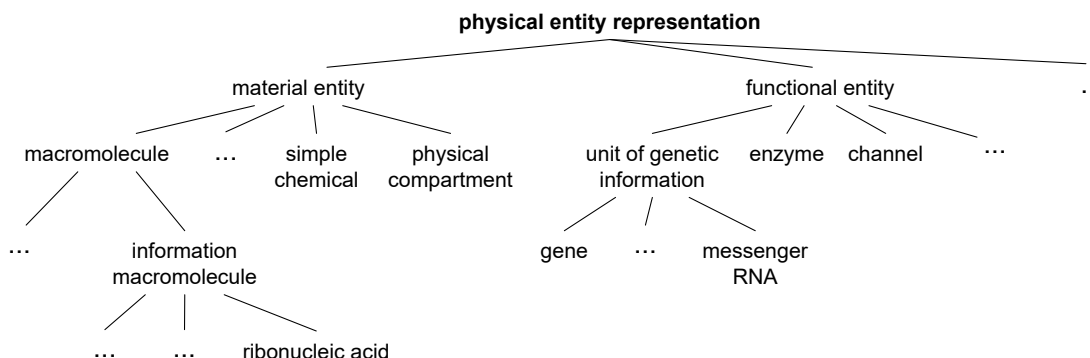 physical entity representation
material entity
functional entity
macromolecule
...
simple
chemical
physical
compartment
unit of genetic
information
enzyme
channel
...
...
information
macromolecule
gene
...
messenger
RNA
...
...
ribonucleic acid